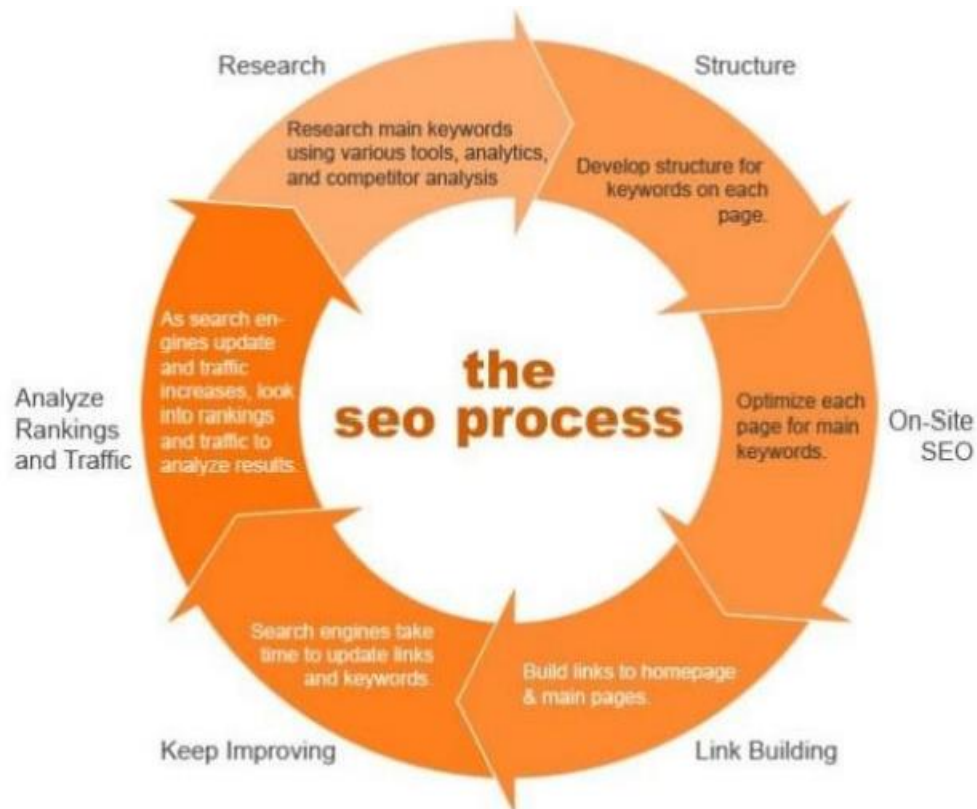 Research
Research main keywords
using various tools, analytics,
and competitor analysis
Structure
Develop structure for
keywords on each
page.
On-Site
SEO
Optimize each
page for main
keywords.
Link Building
Build links to homepage
& main pages.
Keep Improving
Search engines take
time to update links
and keywords.
Analyze
Rankings
and Traffic
As search en-
gines update
and traffic
increases, look
into rankings
and traffic to
analyze results.
the
seo process